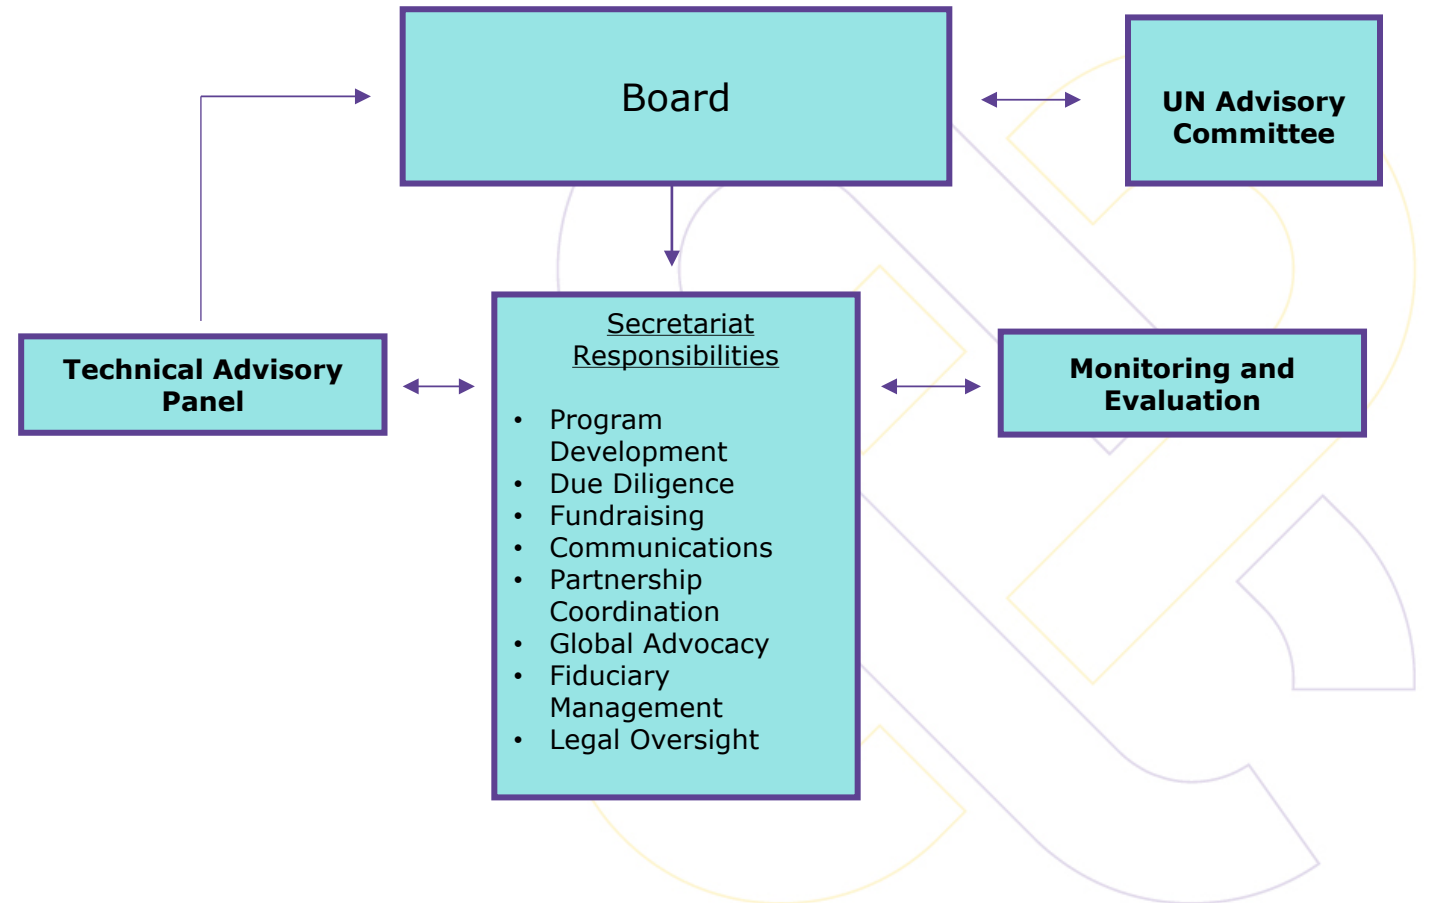 Board
UN Advisory
Committee
Technical Advisory
Panel
Secretariat
Responsibilities
• Program
Development
• Due Diligence
• Fundraising
• Communications
• Partnership
Coordination
• Global Advocacy
• Fiduciary
Management
• Legal Oversight
Monitoring and
Evaluation